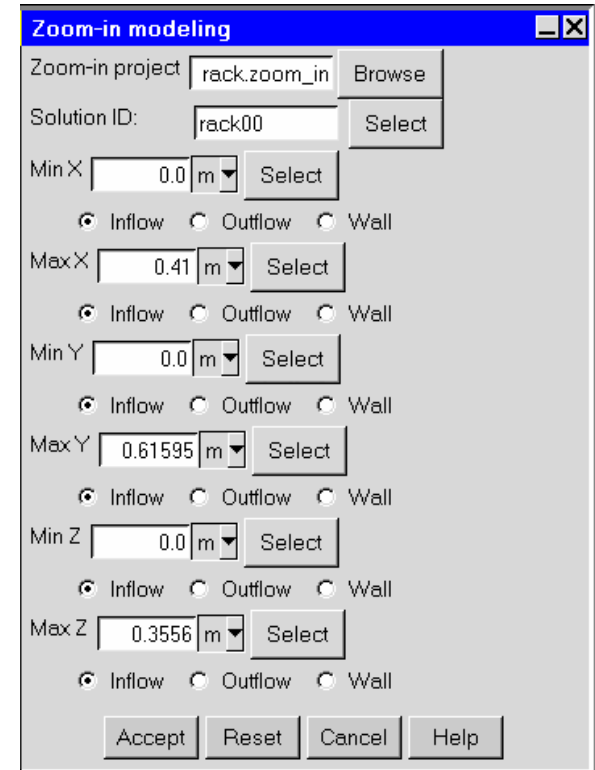 Zoom-in modeling
Zoom-in project rack.zoom_in Browse
Solution ID: rack00 Select
Min X 0.0 m Select
Inflow Outflow Wall
Max X 0.41 m Select
Inflow Outflow Wall
Min Y 0.0 m Select
Inflow Outflow Wall
Max Y 0.61595 m Select
Inflow Outflow Wall
Min Z 0.0 m Select
Inflow Outflow Wall
Max Z 0.3556 m Select
Inflow Outflow Wall
Accept Reset Cancel Help